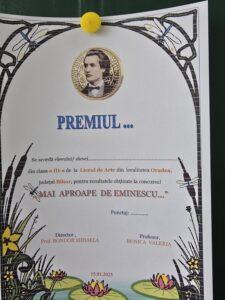 PREMIUL ...
Se acordă elevului/ elevei
din clasa a III-a de la Liceul de Arte din localitatea Oradea,
județul Bihor, pentru rezultatele obținute la concursul
"MAI APROAPE DE EMINESCU..."
Punctaj: ............
Director , Profesor,
Prof. BONDOR MIHAELA BUNICA VALERIA
15.01.2025